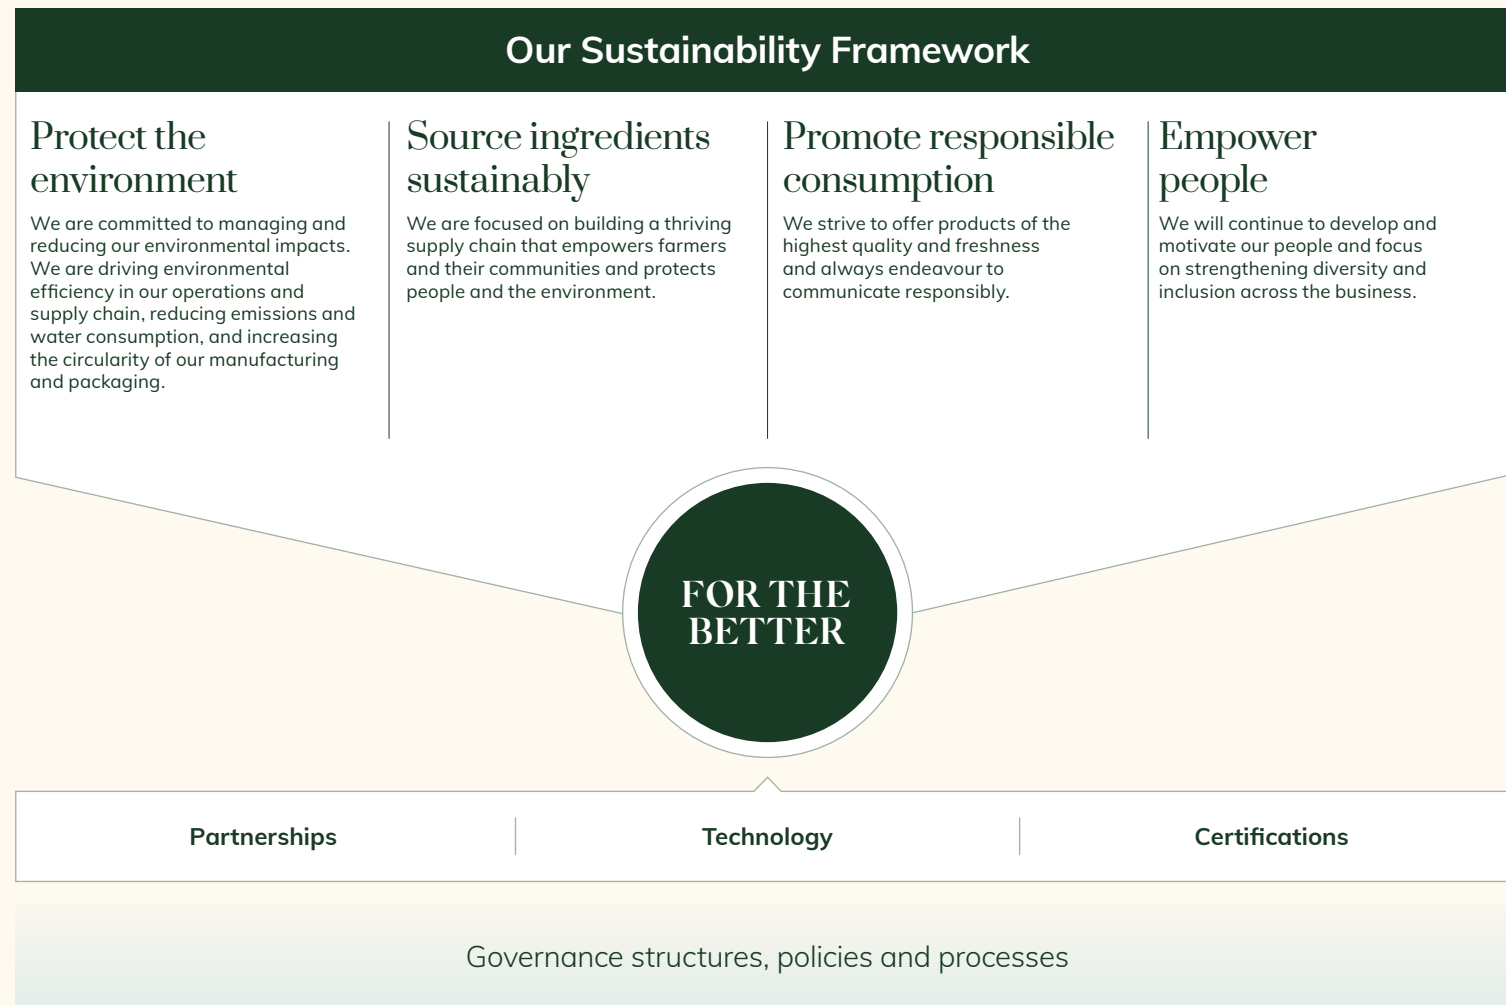 Our Sustainability Framework
Protect the
environment
We are committed to managing and
reducing our environmental impacts.
We are driving environmental
efficiency in our operations and
supply chain, reducing emissions and
water consumption, and increasing
the circularity of our manufacturing
and packaging.
Source ingredients
sustainably
We are focused on building a thriving
supply chain that empowers farmers
and their communities and protects
people and the environment.
Promote responsible
consumption
We strive to offer products of the
highest quality and freshness
and always endeavour to
communicate responsibly.
Empower
people
We will continue to develop and
motivate our people and focus
on strengthening diversity and
inclusion across the business.
FOR THE
BETTER
Partnerships
Technology
Certifications
Governance structures, policies and processes